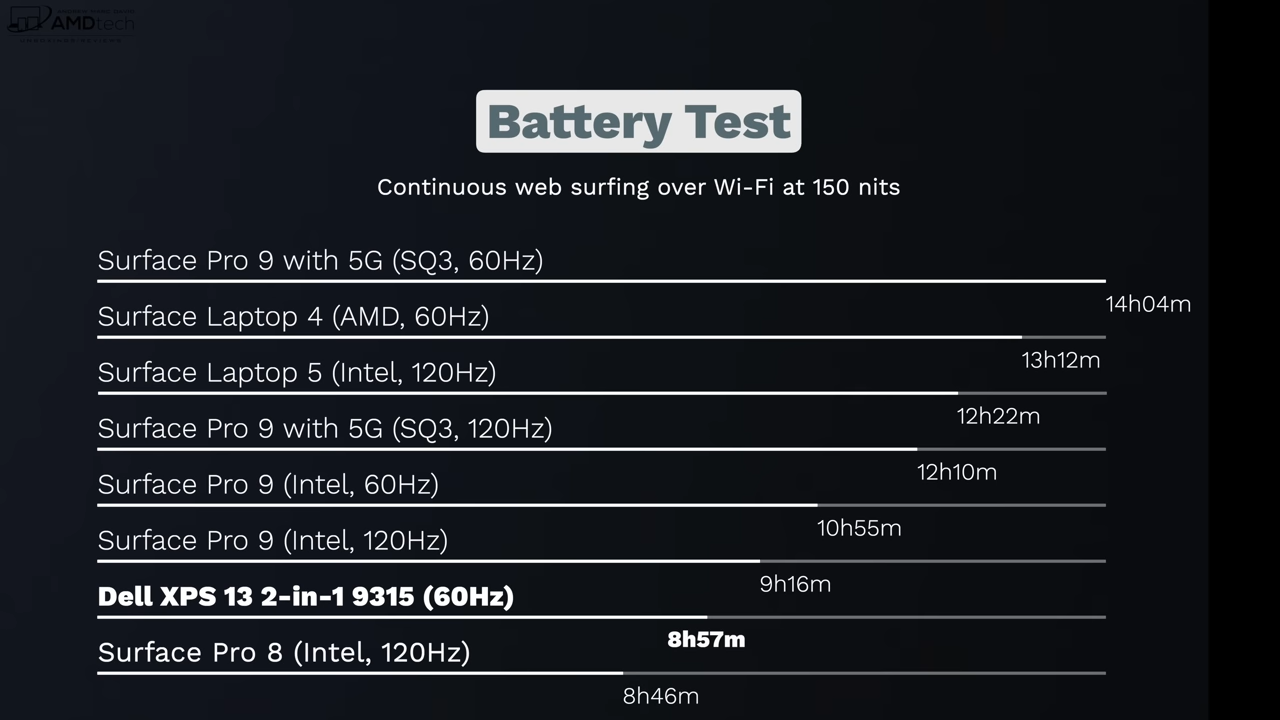 AMDtech
Battery Test
Continuous web surfing over Wi-Fi at 150 nits
Surface Pro 9 with 5G (SQ3, 60Hz)
14h04m
Surface Laptop 4 (AMD, 60Hz)
13h12m
Surface Laptop 5 (Intel, 120Hz)
12h22m
Surface Pro 9 with 5G (SQ3, 120Hz)
12h10m
Surface Pro 9 (Intel, 60Hz)
10h55m
Surface Pro 9 (Intel, 120Hz)
9h16m
Dell XPS 13 2-in-1 9315 (60Hz)
8h57m
Surface Pro 8 (Intel, 120Hz)
8h46m